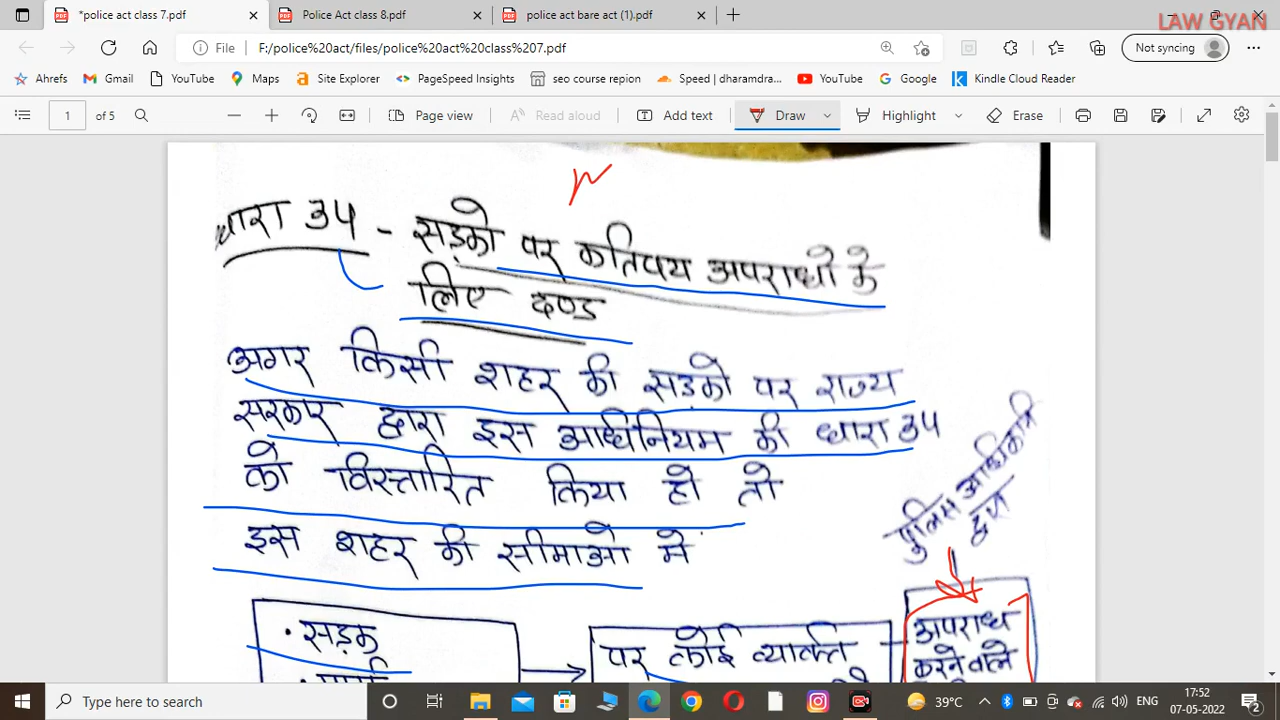 *police act class 7.pdf
Police Act class 8.pdf
police act bare act (1).pdf
LAW GYAN
File
F:/police%20act/files/police%20act%20class%207.pdf
Not syncing
Ahrefs
Gmail
YouTube
Maps
Site Explorer
PageSpeed Insights
seo course repion
Speed | dharamdra...
YouTube
Google
Kindle Cloud Reader
1 of 5
Page view
Read aloud
Add text
Draw
Highlight
Erase
धारा 34 - सड़को पर कतिपय अपराधो के
लिए दण्ड
अगर किसी शहर की सड़को पर राज्य
सरकार द्वारा इस अधिनियम की धारा 34
को विस्तारित किया हो तो
इस शहर की सीमाओ में
पुलिस अधिकारी
द्वारा
• सड़क
पर कोई व्यक्ति
अपराध
करने वाले
Type here to search
39°C
ENG
17:52
07-05-2022
2